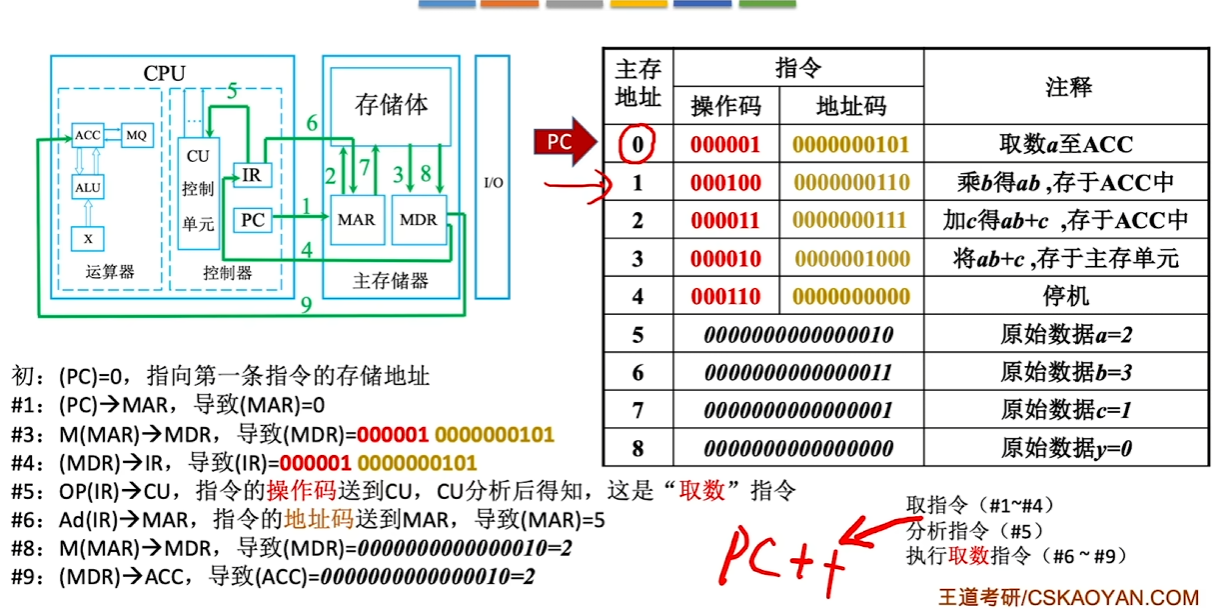 CPU
5
ACC
MQ
CU
控制
单元
ALU
X
IR
PC
运算器
控制器
6
存储体
2
7
3
8
1
MAR
MDR
4
主存储器
9
I/O
主存地址 指令 注释
操作码 地址码
PC
0 000001 0000000101 取数a至ACC
1 000100 0000000110 乘b得ab ,存于ACC中
2 000011 0000000111 加c得ab+c ,存于ACC中
3 000010 0000001000 将ab+c ,存于主存单元
4 000110 0000000000 停机
5 0000000000000010 原始数据a=2
6 0000000000000011 原始数据b=3
7 0000000000000001 原始数据c=1
8 0000000000000000 原始数据y=0
初：(PC)=0，指向第一条指令的存储地址
#1：(PC)→MAR，导致(MAR)=0
#3：M(MAR)→MDR，导致(MDR)=000001 0000000101
#4：(MDR)→IR，导致(IR)=000001 0000000101
#5：OP(IR)→CU，指令的操作码送到CU，CU分析后得知，这是“取数”指令
#6：Ad(IR)→MAR，指令的地址码送到MAR，导致(MAR)=5
#8：M(MAR)→MDR，导致(MDR)=0000000000000010=2
#9：(MDR)→ACC，导致(ACC)=0000000000000010=2
PC++
取指令（#1~#4）
分析指令（#5）
执行取数指令（#6 ~ #9）
王道考研/CSKAOYAN.COM